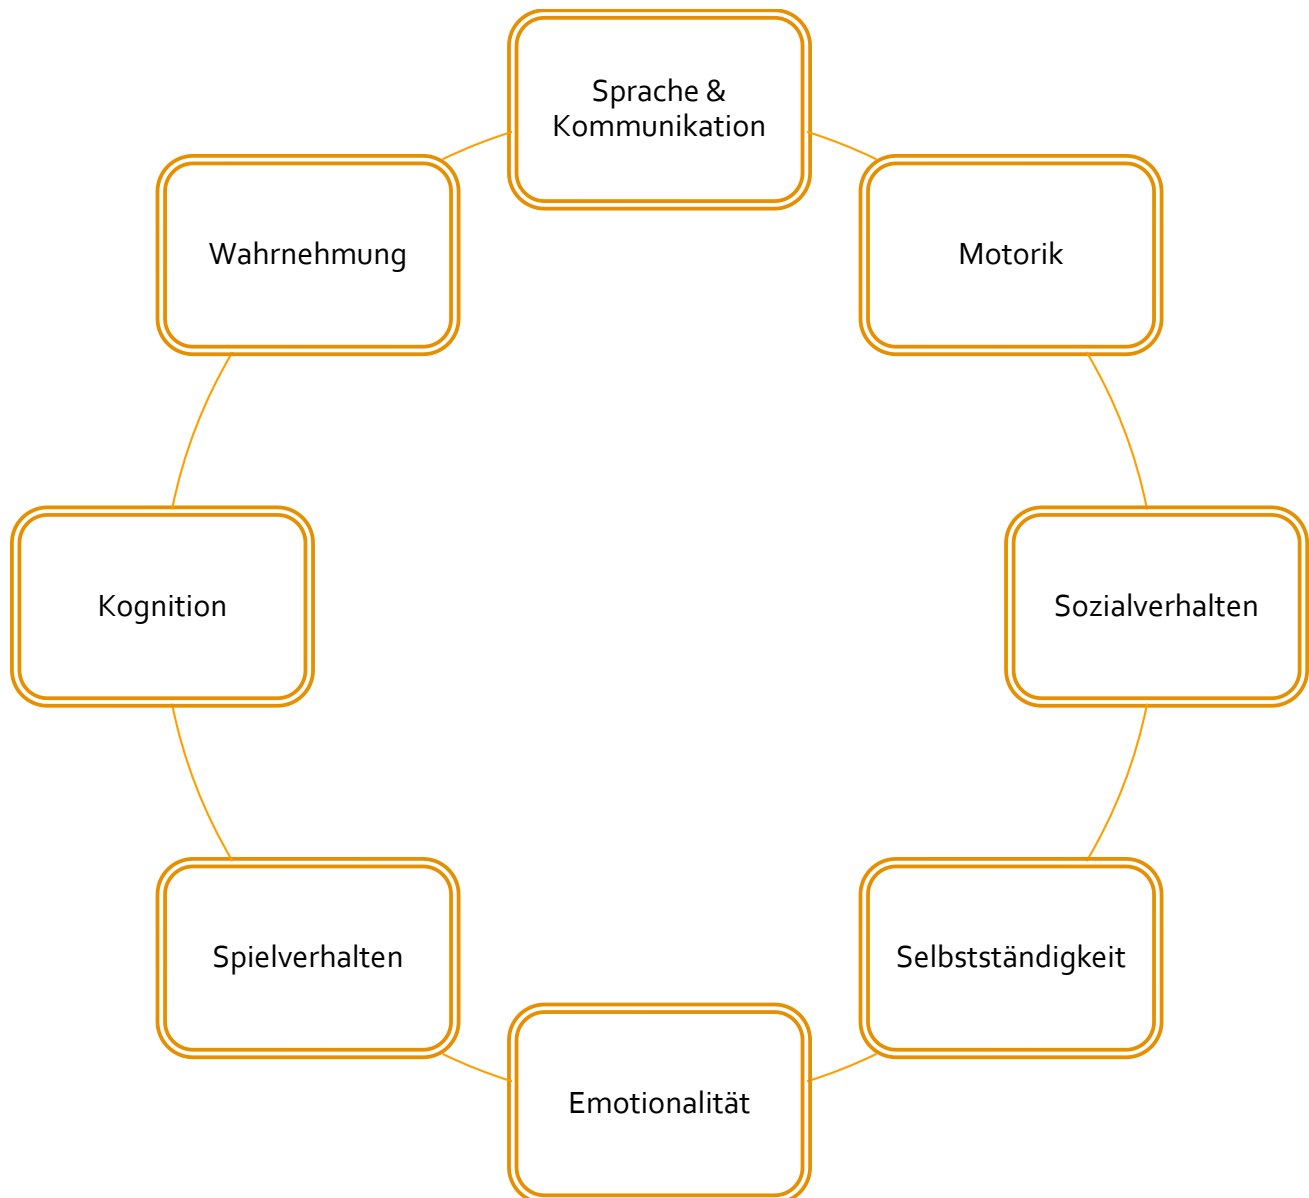 Sprache &
Kommunikation
Motorik
Sozialverhalten
Selbstständigkeit
Emotionalität
Spielverhalten
Kognition
Wahrnehmung